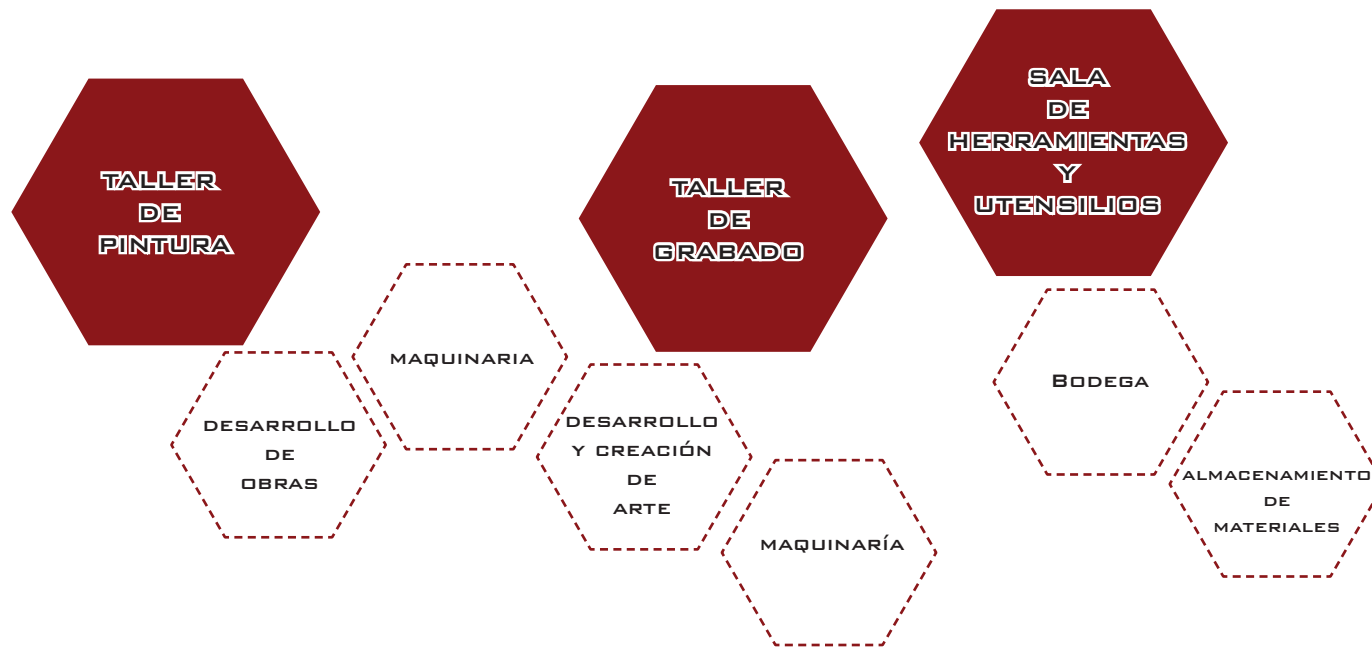 TALLER
DE
PINTURA
DESARROLLO
DE
OBRAS
MAQUINARIA
TALLER
DE
GRABADO
DESARROLLO
Y CREACIÓN
DE
ARTE
MAQUINARÍA
SALA
DE
HERRAMIENTAS
Y
UTENSILIOS
BODEGA
ALMACENAMIENTO
DE
MATERIALES